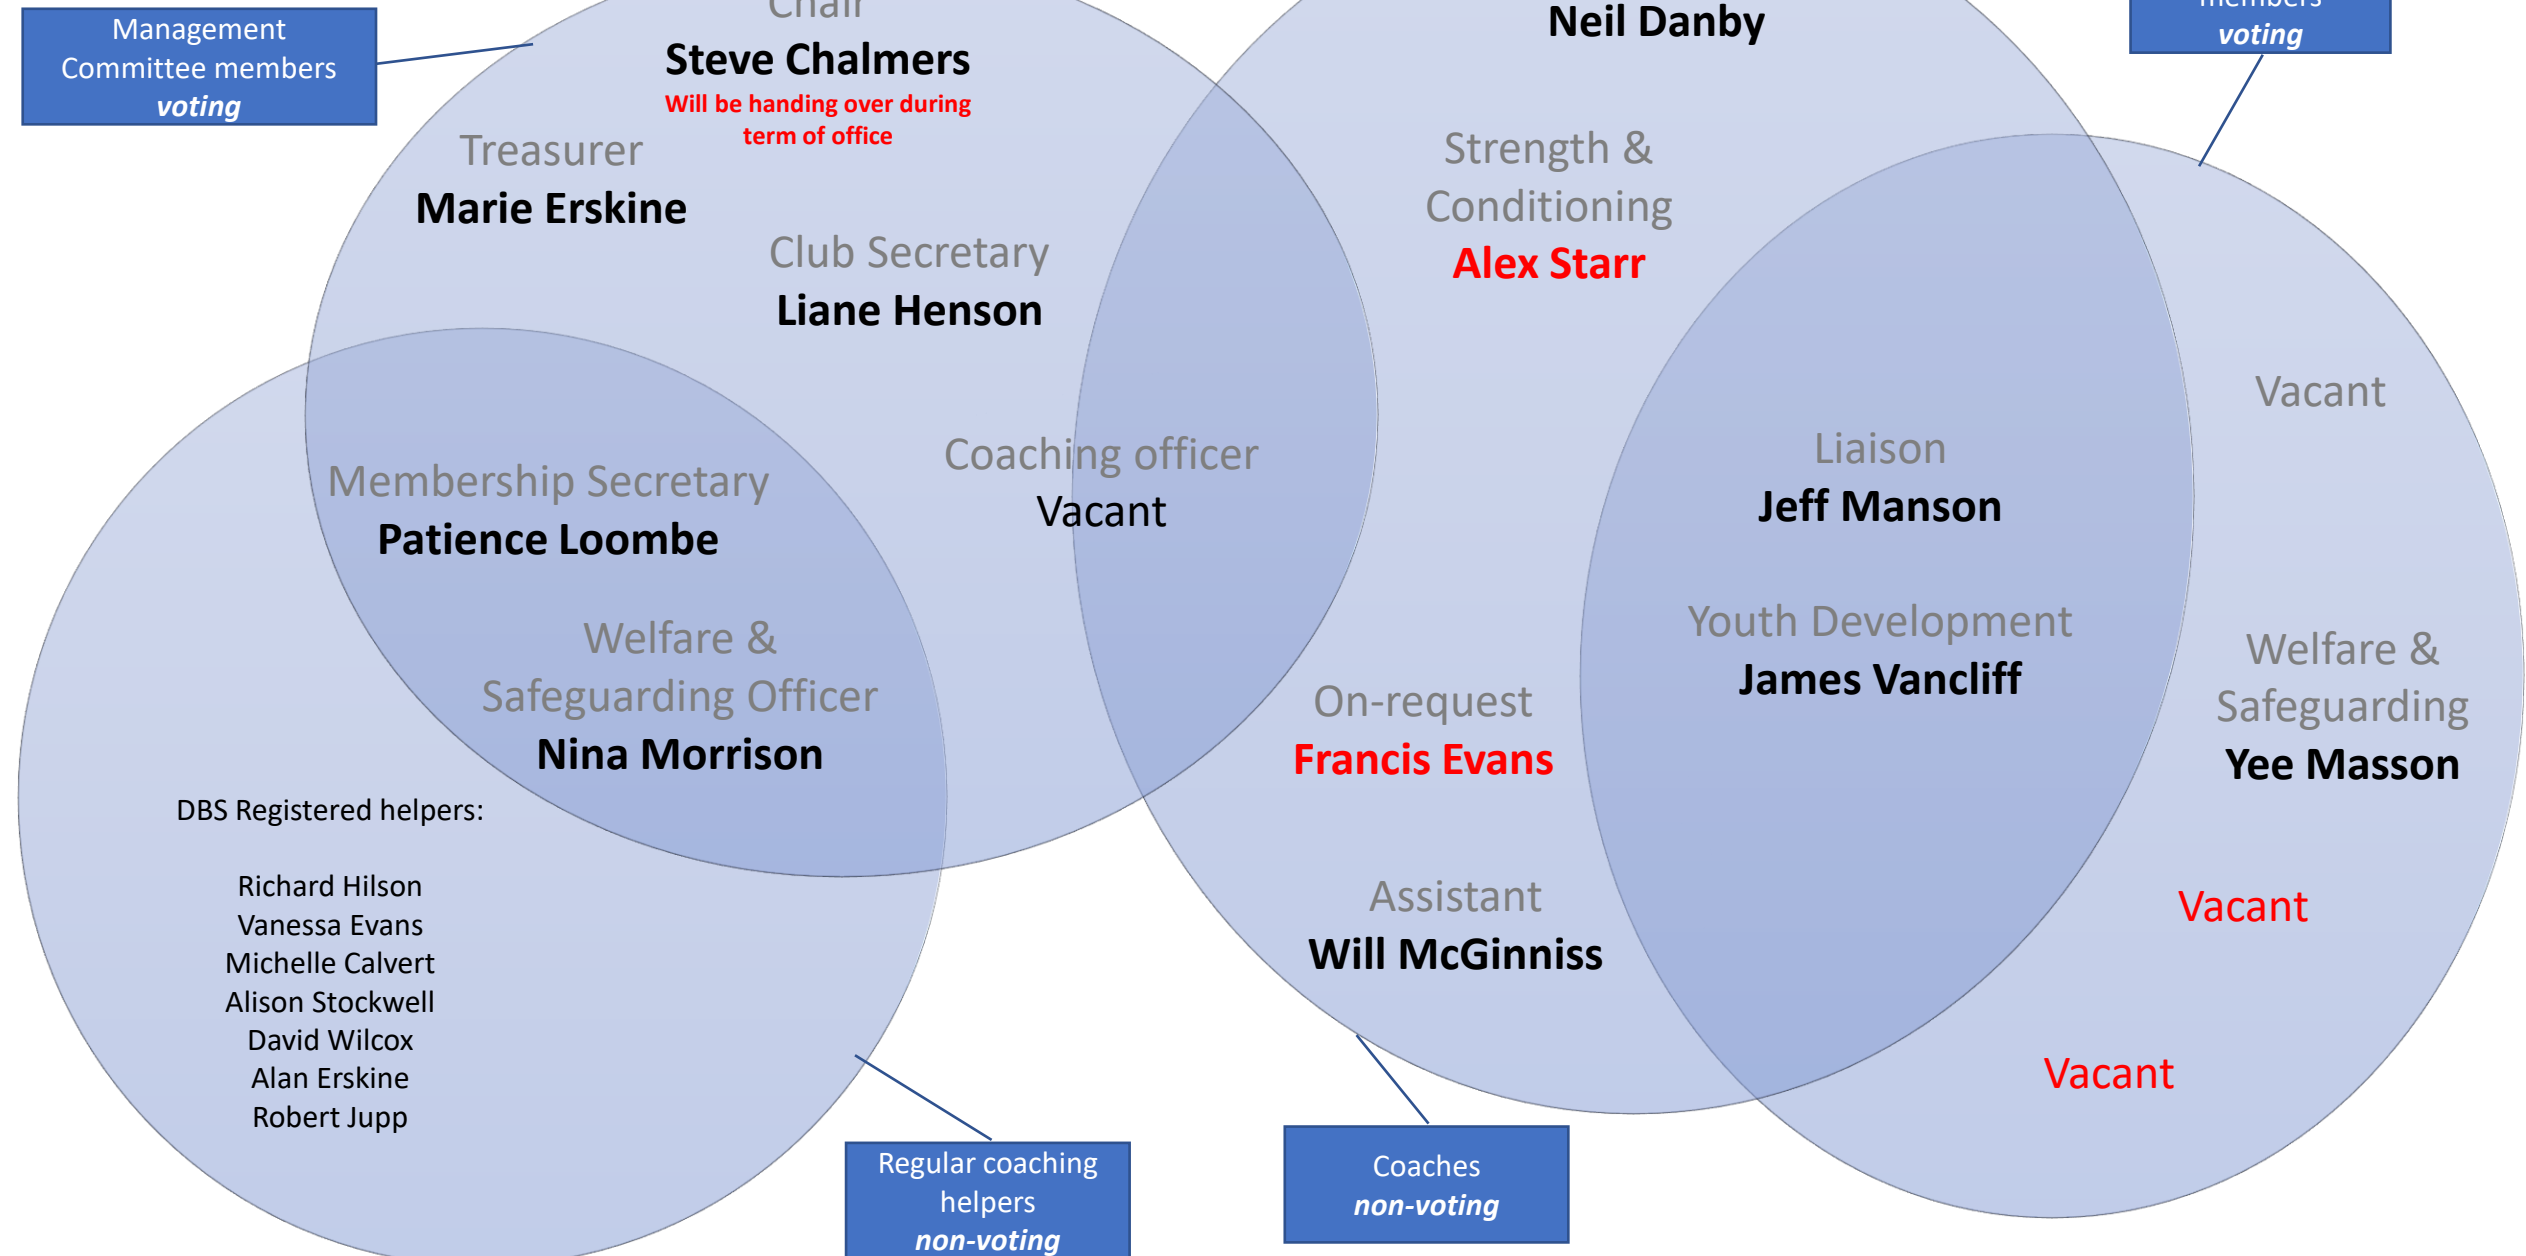 Management
Committee members
voting
Chair
Steve Chalmers
Will be handing over during
term of office
Treasurer
Marie Erskine
Club Secretary
Liane Henson
Membership Secretary
Patience Loombe
Welfare &
Safeguarding Officer
Nina Morrison
Coaching officer
Vacant
DBS Registered helpers:
Richard Hilson
Vanessa Evans
Michelle Calvert
Alison Stockwell
David Wilcox
Alan Erskine
Robert Jupp
Regular coaching
helpers
non-voting
Neil Danby
Strength &
Conditioning
Alex Starr
On-request
Francis Evans
Assistant
Will McGinniss
Coaches
non-voting
Liaison
Jeff Manson
Youth Development
James Vancliff
members
voting
Vacant
Welfare &
Safeguarding
Yee Masson
Vacant
Vacant